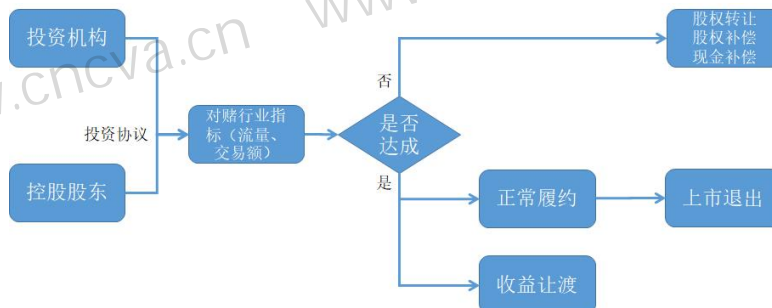 www.cncva.cn
投资机构
投资协议
控股股东
对赌行业指
标（流量、
交易额）
是否
达成
否
是
股权转让
股权补偿
现金补偿
正常履约
上市退出
收益让渡